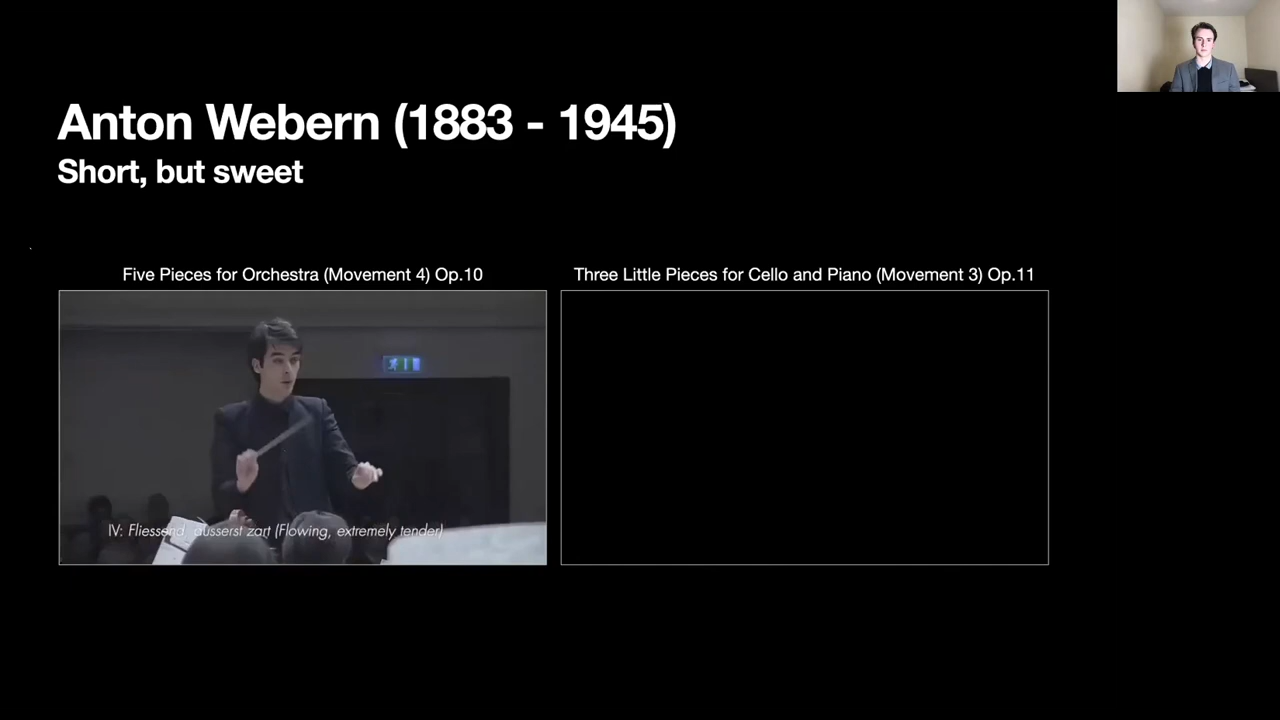 Anton Webern (1883 - 1945)
Short, but sweet
Five Pieces for Orchestra (Movement 4) Op.10
Three Little Pieces for Cello and Piano (Movement 3) Op.11
IV: Fliessend, äusserst zart (Flowing, extremely tender)